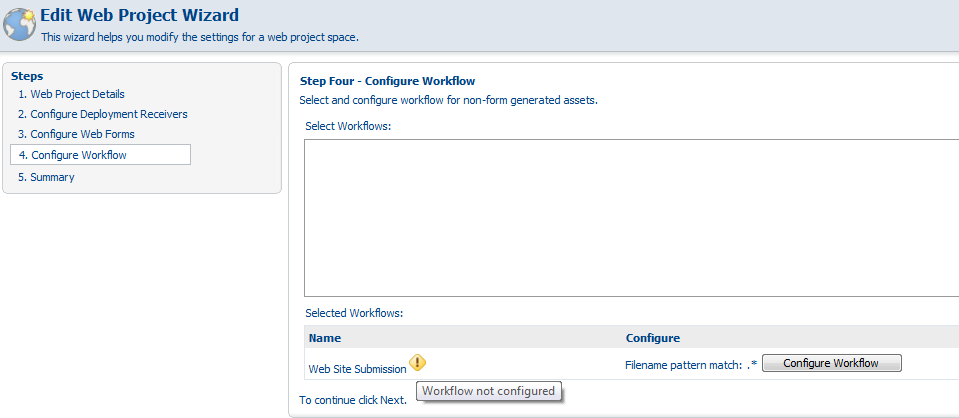 Edit Web Project Wizard
This wizard helps you modify the settings for a web project space.
Steps
1. Web Project Details
2. Configure Deployment Receivers
3. Configure Web Forms
4. Configure Workflow
5. Summary
Step Four - Configure Workflow
Select and configure workflow for non-form generated assets.
Select Workflows:
Selected Workflows:
Name Configure
Web Site Submission Filename pattern match: .* Configure Workflow
Workflow not configured
To continue click Next.